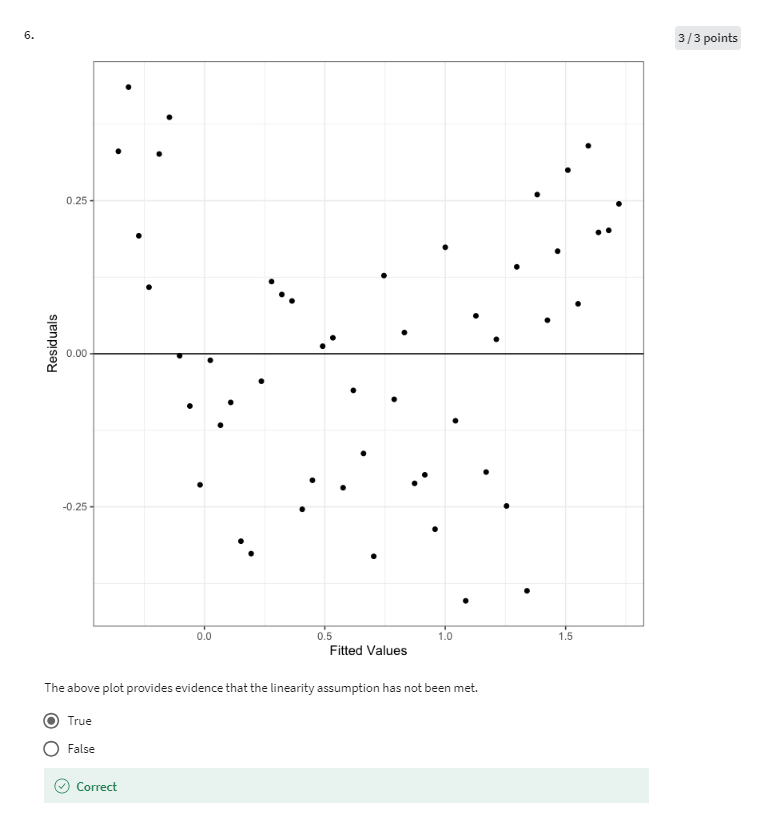 6.
3 / 3 points
0.25
0.00
-0.25
Residuals
0.0 0.5 1.0 1.5
Fitted Values
The above plot provides evidence that the linearity assumption has not been met.
True
False
Correct